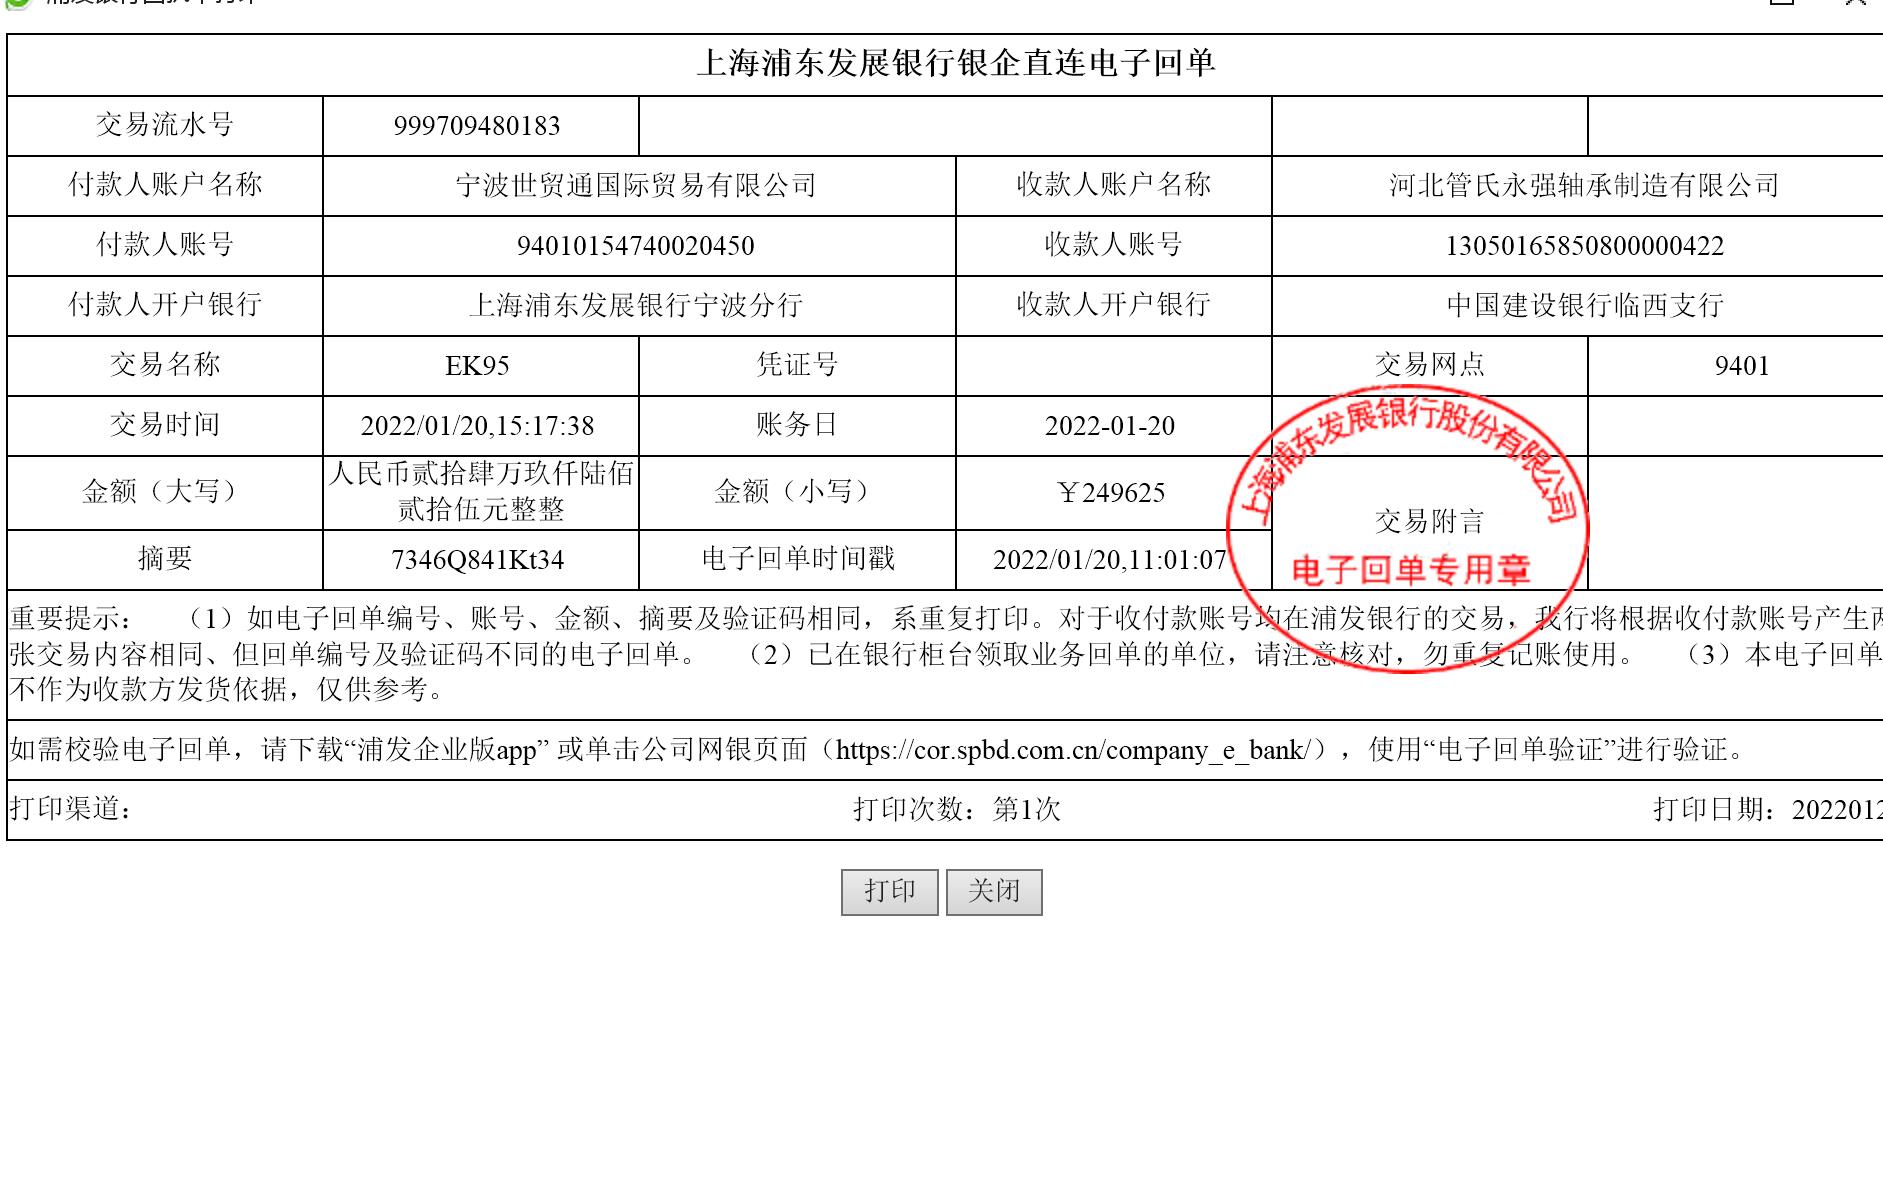 上海浦东发展银行银企直连电子回单
交易流水号 999709480183
付款人账户名称 宁波世贸通国际贸易有限公司 收款人账户名称 河北管氏永强轴承制造有限公司
付款人账号 94010154740020450 收款人账号 13050165850800000422
付款人开户银行 上海浦东发展银行宁波分行 收款人开户银行 中国建设银行临西支行
交易名称 EK95 凭证号 交易网点 9401
交易时间 2022/01/20,15:17:38 账务日 2022-01-20
金额（大写） 人民币贰拾肆万玖仟陆佰
贰拾伍元整整 金额（小写） ￥249625
交易附言
摘要 7346Q841Kt34 电子回单时间戳 2022/01/20,11:01:07
上海浦东发展银行股份有限公司
电子回单专用章
重要提示： （1）如电子回单编号、账号、金额、摘要及验证码相同，系重复打印。对于收付款账号均在浦发银行的交易，我行将根据收付款账号产生两
张交易内容相同、但回单编号及验证码不同的电子回单。 （2）已在银行柜台领取业务回单的单位，请注意核对，勿重复记账使用。 （3）本电子回单
不作为收款方发货依据，仅供参考。
如需校验电子回单，请下载“浦发企业版app” 或单击公司网银页面（https://cor.spbd.com.cn/company_e_bank/），使用“电子回单验证”进行验证。
打印渠道： 打印次数：第1次 打印日期：2022012
打印 关闭